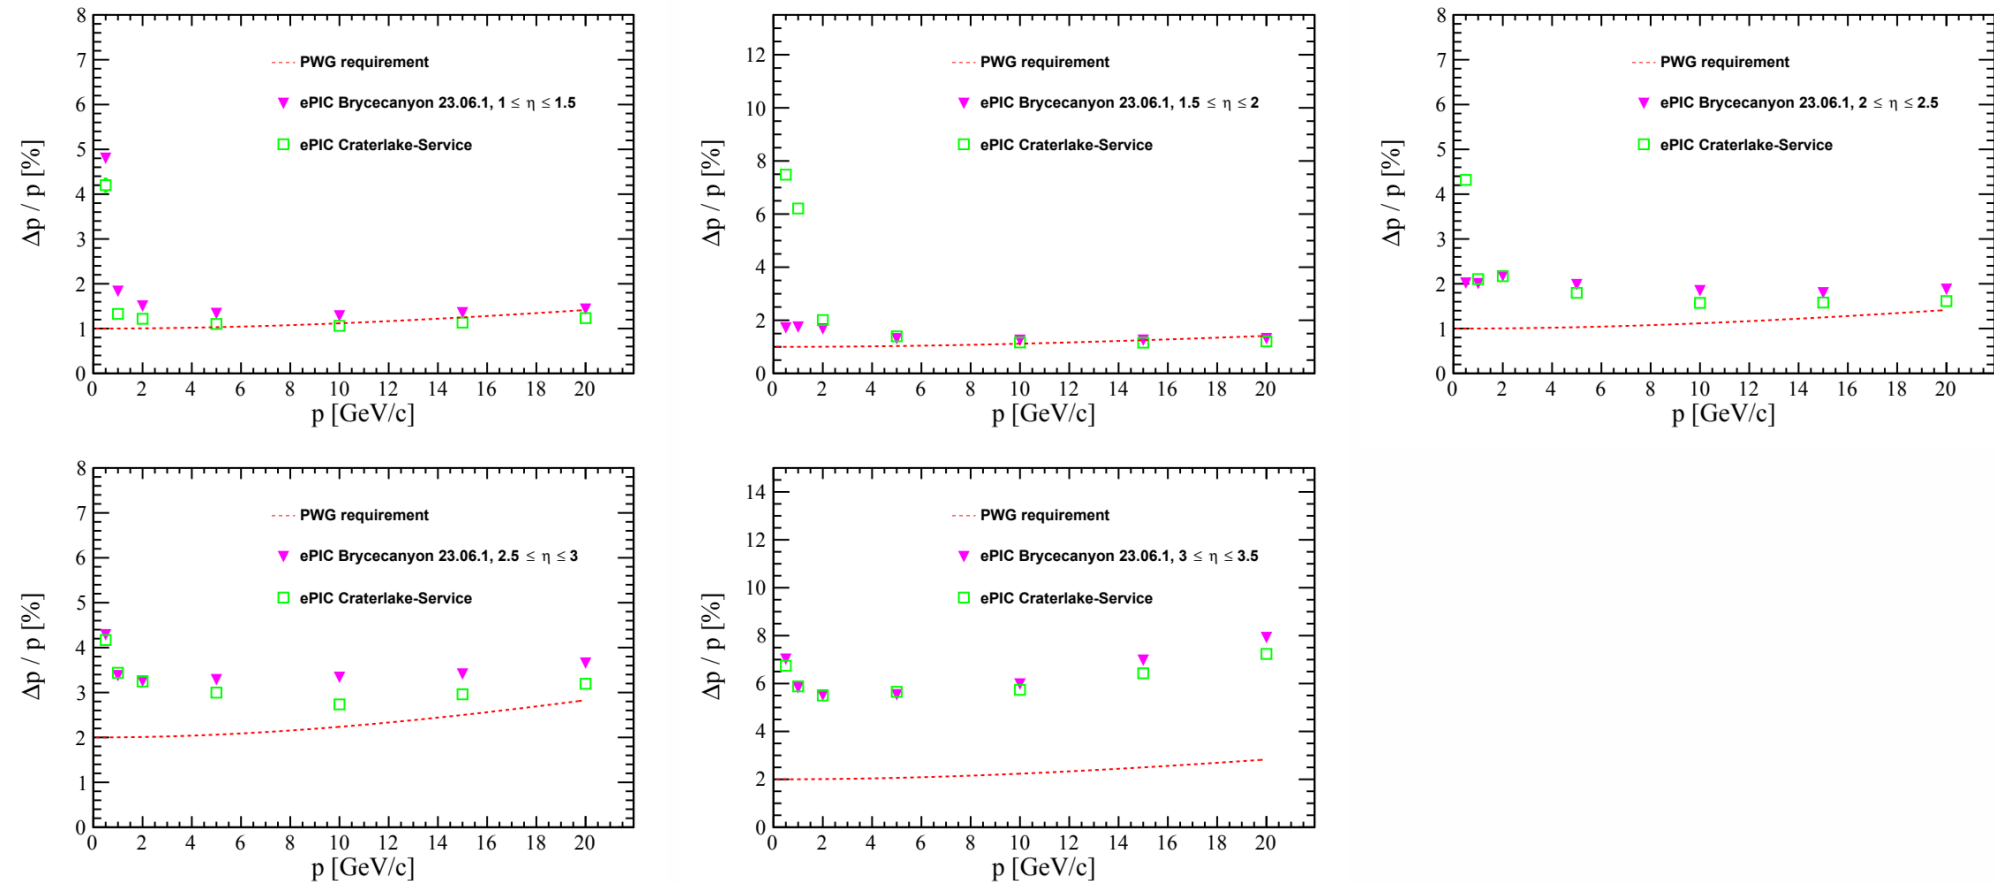 8
7
6
5
4
3
2
1
0
Δp / p [%]
PWG requirement
ePIC Brycecanyon 23.06.1, 1 ≤ η ≤ 1.5
ePIC Craterlake-Service
0 2 4 6 8 10 12 14 16 18 20
p [GeV/c]
12
10
8
6
4
2
0
Δp / p [%]
PWG requirement
ePIC Brycecanyon 23.06.1, 1.5 ≤ η ≤ 2
ePIC Craterlake-Service
0 2 4 6 8 10 12 14 16 18 20
p [GeV/c]
8
7
6
5
4
3
2
1
0
Δp / p [%]
PWG requirement
ePIC Brycecanyon 23.06.1, 2 ≤ η ≤ 2.5
ePIC Craterlake-Service
0 2 4 6 8 10 12 14 16 18 20
p [GeV/c]
8
7
6
5
4
3
2
1
0
Δp / p [%]
PWG requirement
ePIC Brycecanyon 23.06.1, 2.5 ≤ η ≤ 3
ePIC Craterlake-Service
0 2 4 6 8 10 12 14 16 18 20
p [GeV/c]
14
12
10
8
6
4
2
0
Δp / p [%]
PWG requirement
ePIC Brycecanyon 23.06.1, 3 ≤ η ≤ 3.5
ePIC Craterlake-Service
0 2 4 6 8 10 12 14 16 18 20
p [GeV/c]